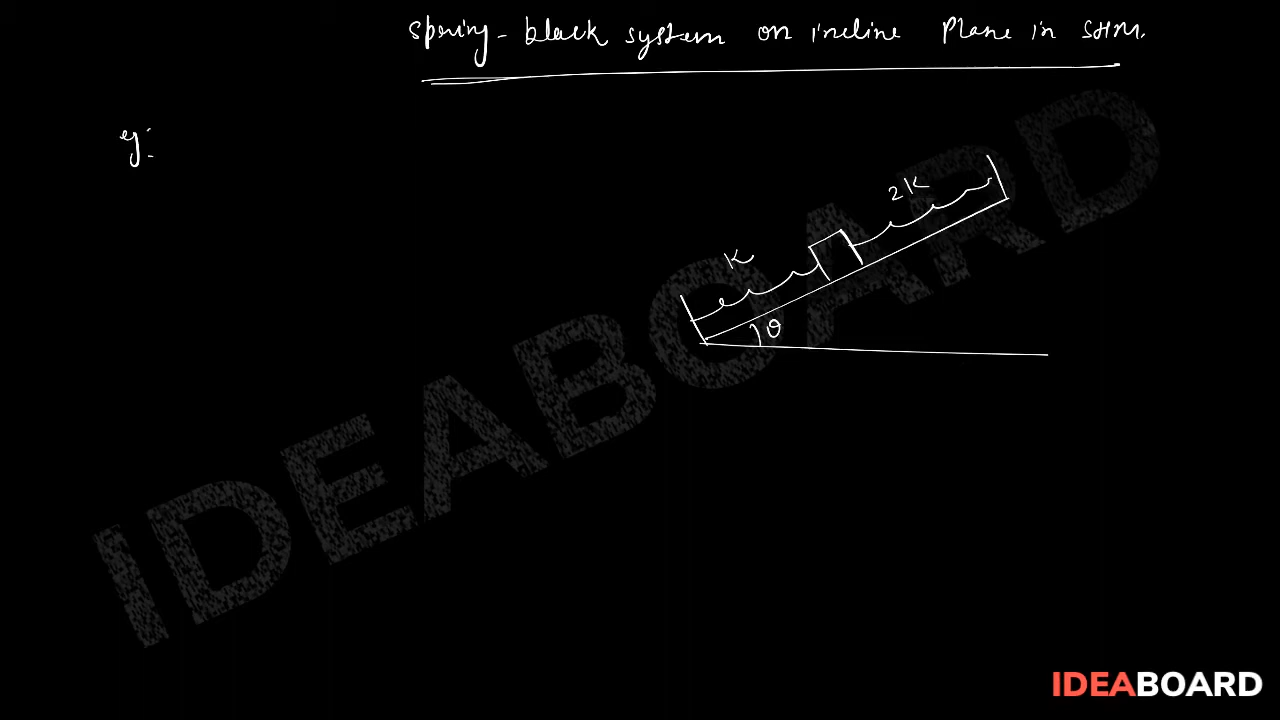 spring - block system on incline Plane in SHM.
eg:
2K
K
θ
IDEABOARD
IDEABOARD